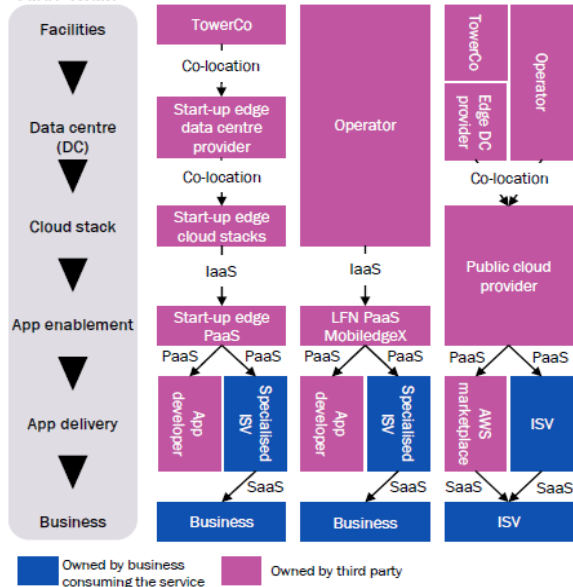 Facilities
Data centre
(DC)
Cloud stack
App enablement
App delivery
Business
TowerCo
Co-location
Start-up edge
data centre
provider
Co-location
Start-up edge
cloud stacks
IaaS
Start-up edge
PaaS
PaaS
PaaS
App
developer
Specialised
ISV
SaaS
Business
Operator
IaaS
LFN PaaS
MobiledgeX
PaaS
PaaS
App
developer
Specialised
ISV
SaaS
Business
TowerCo
Edge DC
provider
Operator
Co-location
Public cloud
provider
PaaS
PaaS
AWS
marketplace
ISV
SaaS
SaaS
ISV
Owned by business
consuming the service
Owned by third party